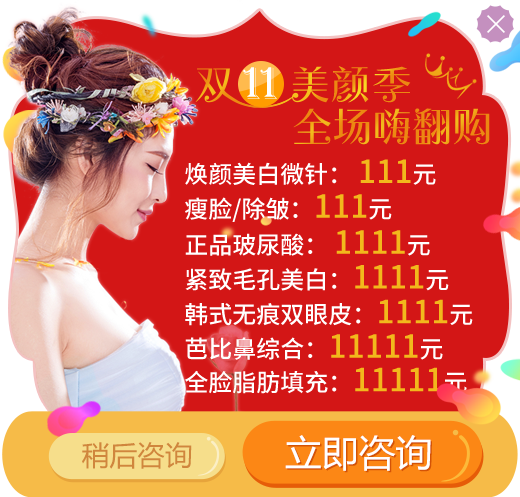 双11美颜季
全场嗨翻购
焕颜美白微针：111元
瘦脸/除皱：111元
正品玻尿酸：1111元
紧致毛孔美白：1111元
韩式无痕双眼皮：1111元
芭比鼻综合：11111元
全脸脂肪填充：11111元
稍后咨询
立即咨询